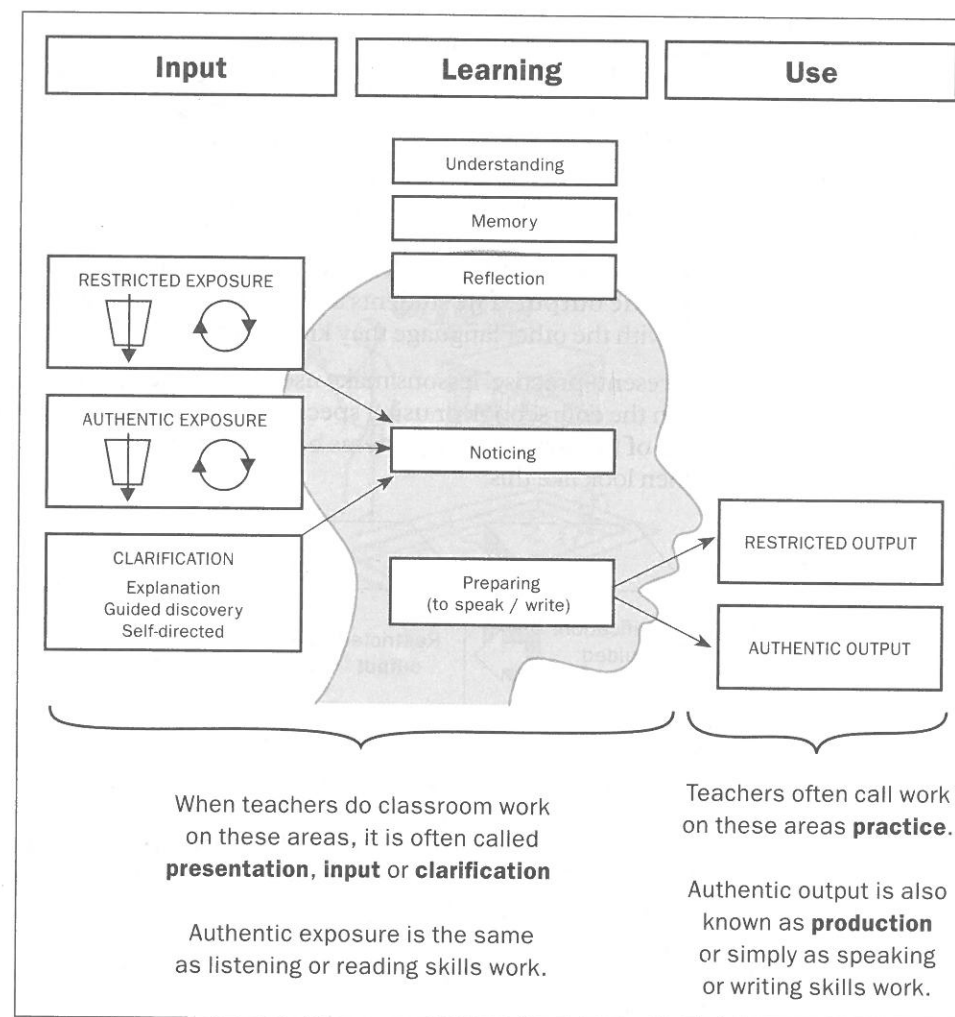 Input
Learning
Use
Understanding
Memory
Reflection
RESTRICTED EXPOSURE
AUTHENTIC EXPOSURE
Noticing
CLARIFICATION
Explanation
Guided discovery
Self-directed
Preparing
(to speak / write)
RESTRICTED OUTPUT
AUTHENTIC OUTPUT
When teachers do classroom work
on these areas, it is often called
presentation, input or clarification
Authentic exposure is the same
as listening or reading skills work.
Teachers often call work
on these areas practice.
Authentic output is also
known as production
or simply as speaking
or writing skills work.